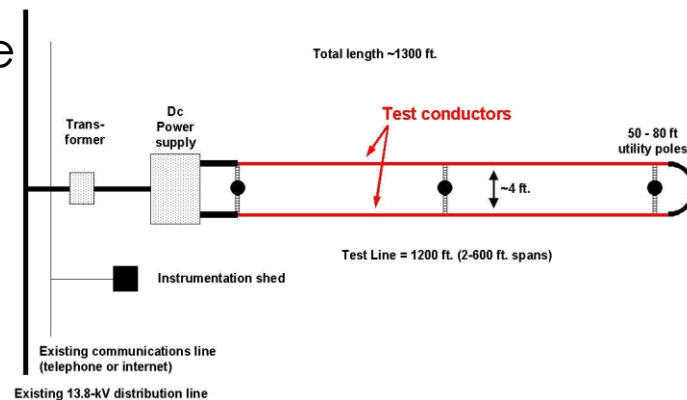 e
Total length ~1300 ft.
Trans-
former
Dc
Power
supply
Test conductors
50 - 80 ft
utility poles
~4 ft.
Test Line = 1200 ft. (2-600 ft. spans)
Instrumentation shed
Existing communications line
(telephone or internet)
Existing 13.8-kV distribution line